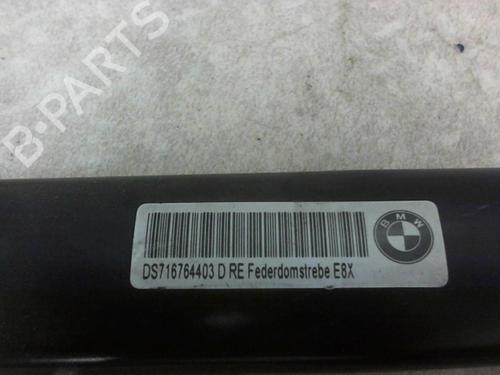 B-PARTS
BMW
DS716764403 D RE Federdomstrebe E8X